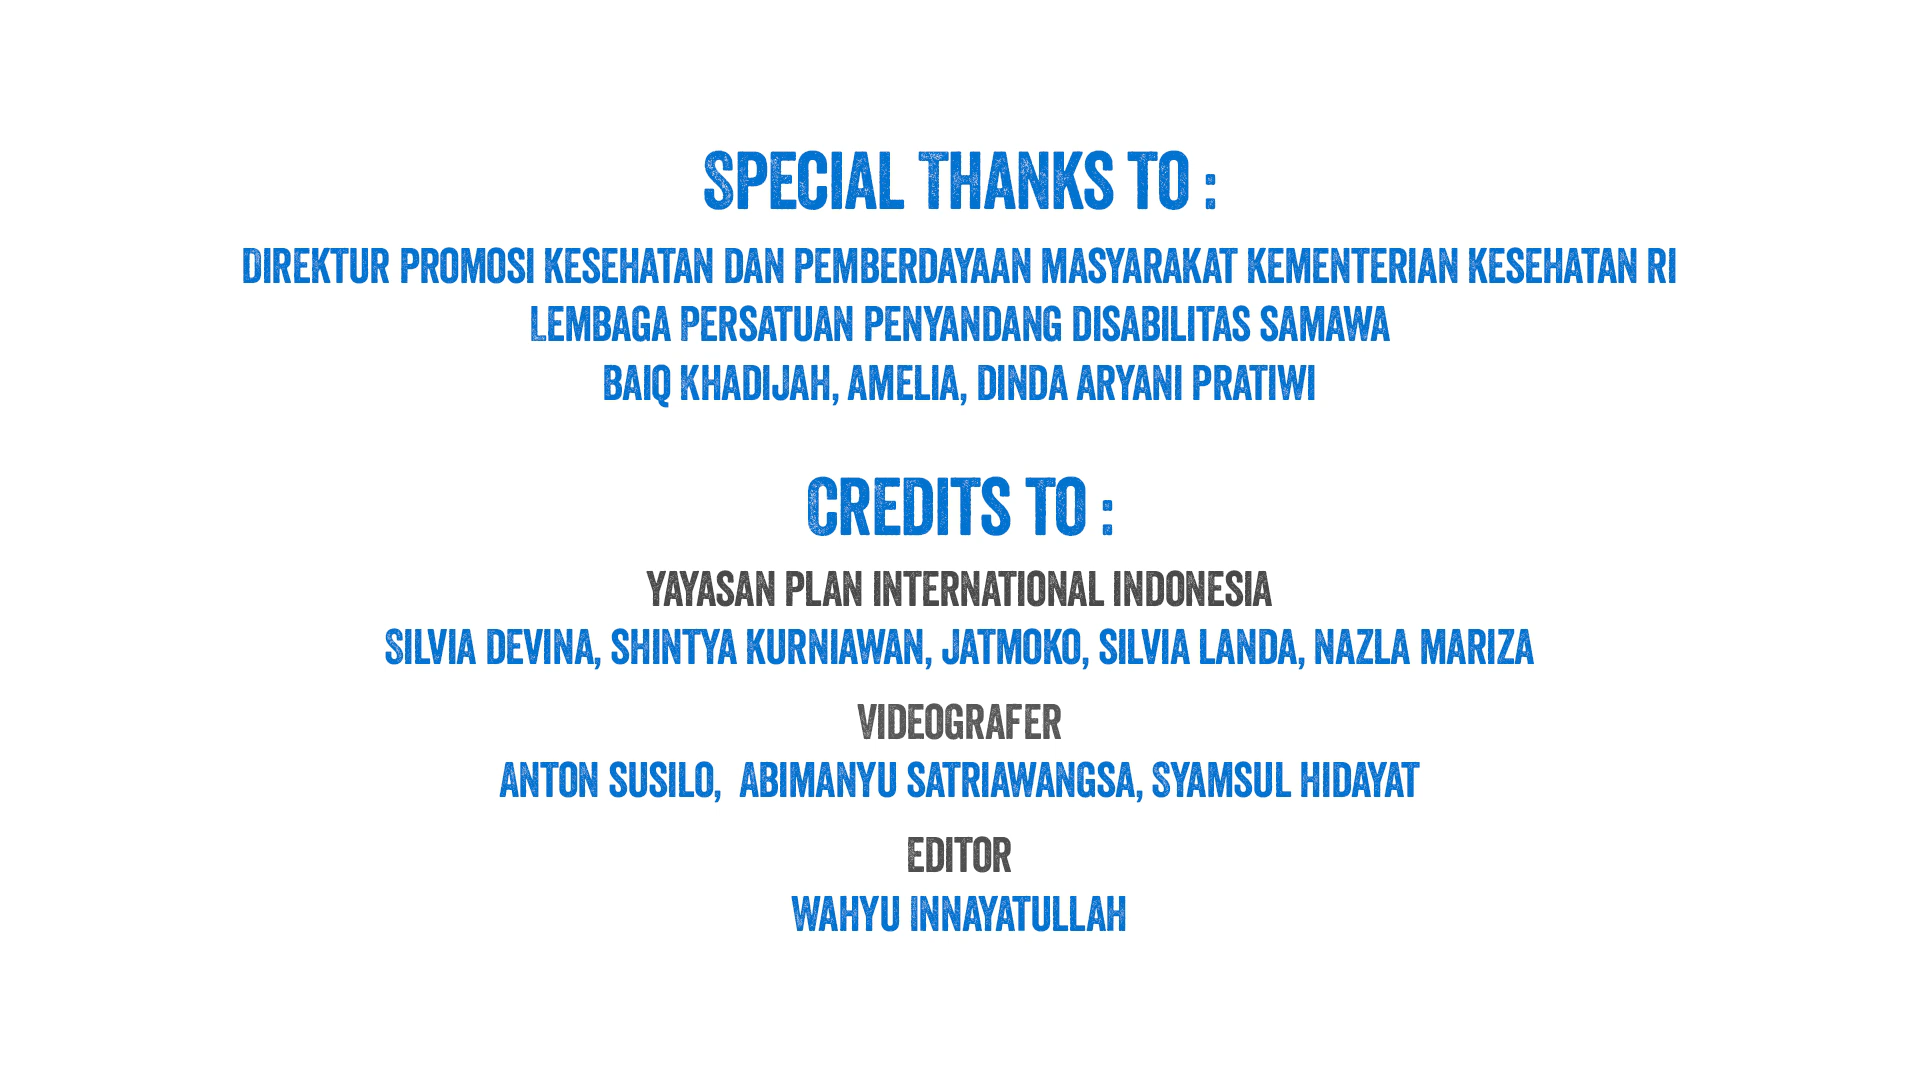 SPECIAL THANKS TO :
DIREKTUR PROMOSI KESEHATAN DAN PEMBERDAYAAN MASYARAKAT KEMENTERIAN KESEHATAN RI
LEMBAGA PERSATUAN PENYANDANG DISABILITAS SAMAWA
BAIQ KHADIJAH, AMELIA, DINDA ARYANI PRATIWI
CREDITS TO :
YAYASAN PLAN INTERNATIONAL INDONESIA
SILVIA DEVINA, SHINTYA KURNIAWAN, JATMOKO, SILVIA LANDA, NAZLA MARIZA
VIDEOGRAFER
ANTON SUSILO, ABIMANYU SATRIAWANGSA, SYAMSUL HIDAYAT
EDITOR
WAHYU INNAYATULLAH